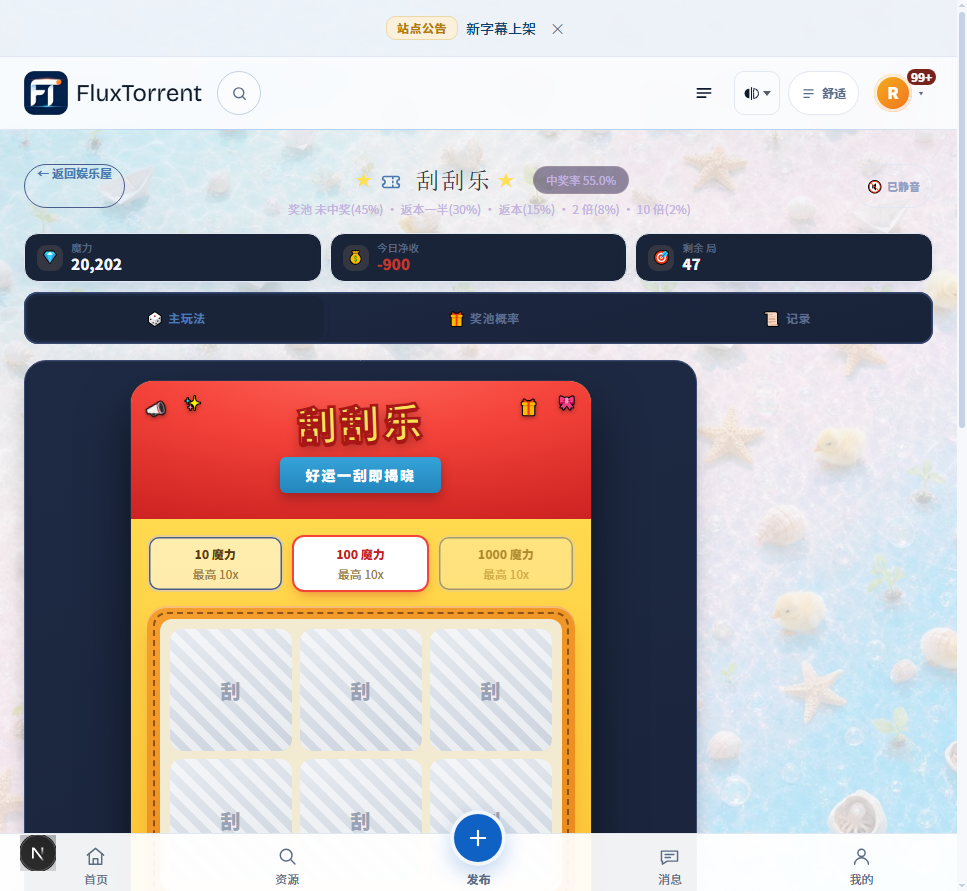 站点公告 新字幕上架
FT FluxTorrent 舒适 R 99+
←返回娱乐屋
刮刮乐 中奖率 55.0%
已静音
奖池 未中奖(45%) · 返本一半(30%) · 返本(15%) · 2 倍(8%) · 10 倍(2%)
魔力
20,202
今日净收
-900
剩余 局
47
主玩法 奖池概率 记录
刮刮乐
好运一刮即揭晓
10 魔力
最高 10x
100 魔力
最高 10x
1000 魔力
最高 10x
刮 刮 刮
刮 刮
N
首页 资源 发布 消息 我的